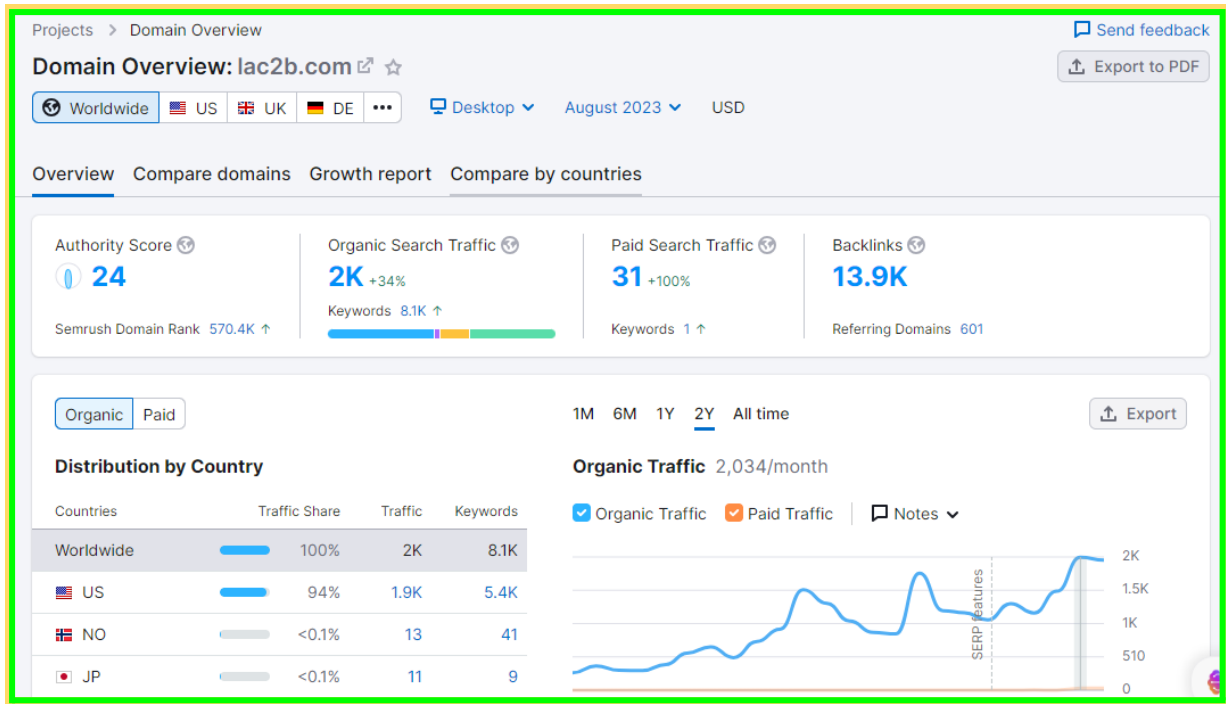 Projects > Domain Overview
Send feedback
Domain Overview: lac2b.com
Export to PDF
Worldwide US UK DE ••• Desktop August 2023 USD
Overview Compare domains Growth report Compare by countries
Authority Score Organic Search Traffic Paid Search Traffic Backlinks
24 2K +34% 31 +100% 13.9K
Keywords 8.1K ↑
Semrush Domain Rank 570.4K ↑ Keywords 1 ↑ Referring Domains 601
Organic Paid
1M 6M 1Y 2Y All time
Export
Distribution by Country
Organic Traffic 2,034/month
Countries Traffic Share Traffic Keywords
Organic Traffic Paid Traffic Notes
Worldwide 100% 2K 8.1K
US 94% 1.9K 5.4K
NO <0.1% 13 41
JP <0.1% 11 9
SERP features
2K
1.5K
1K
510
0